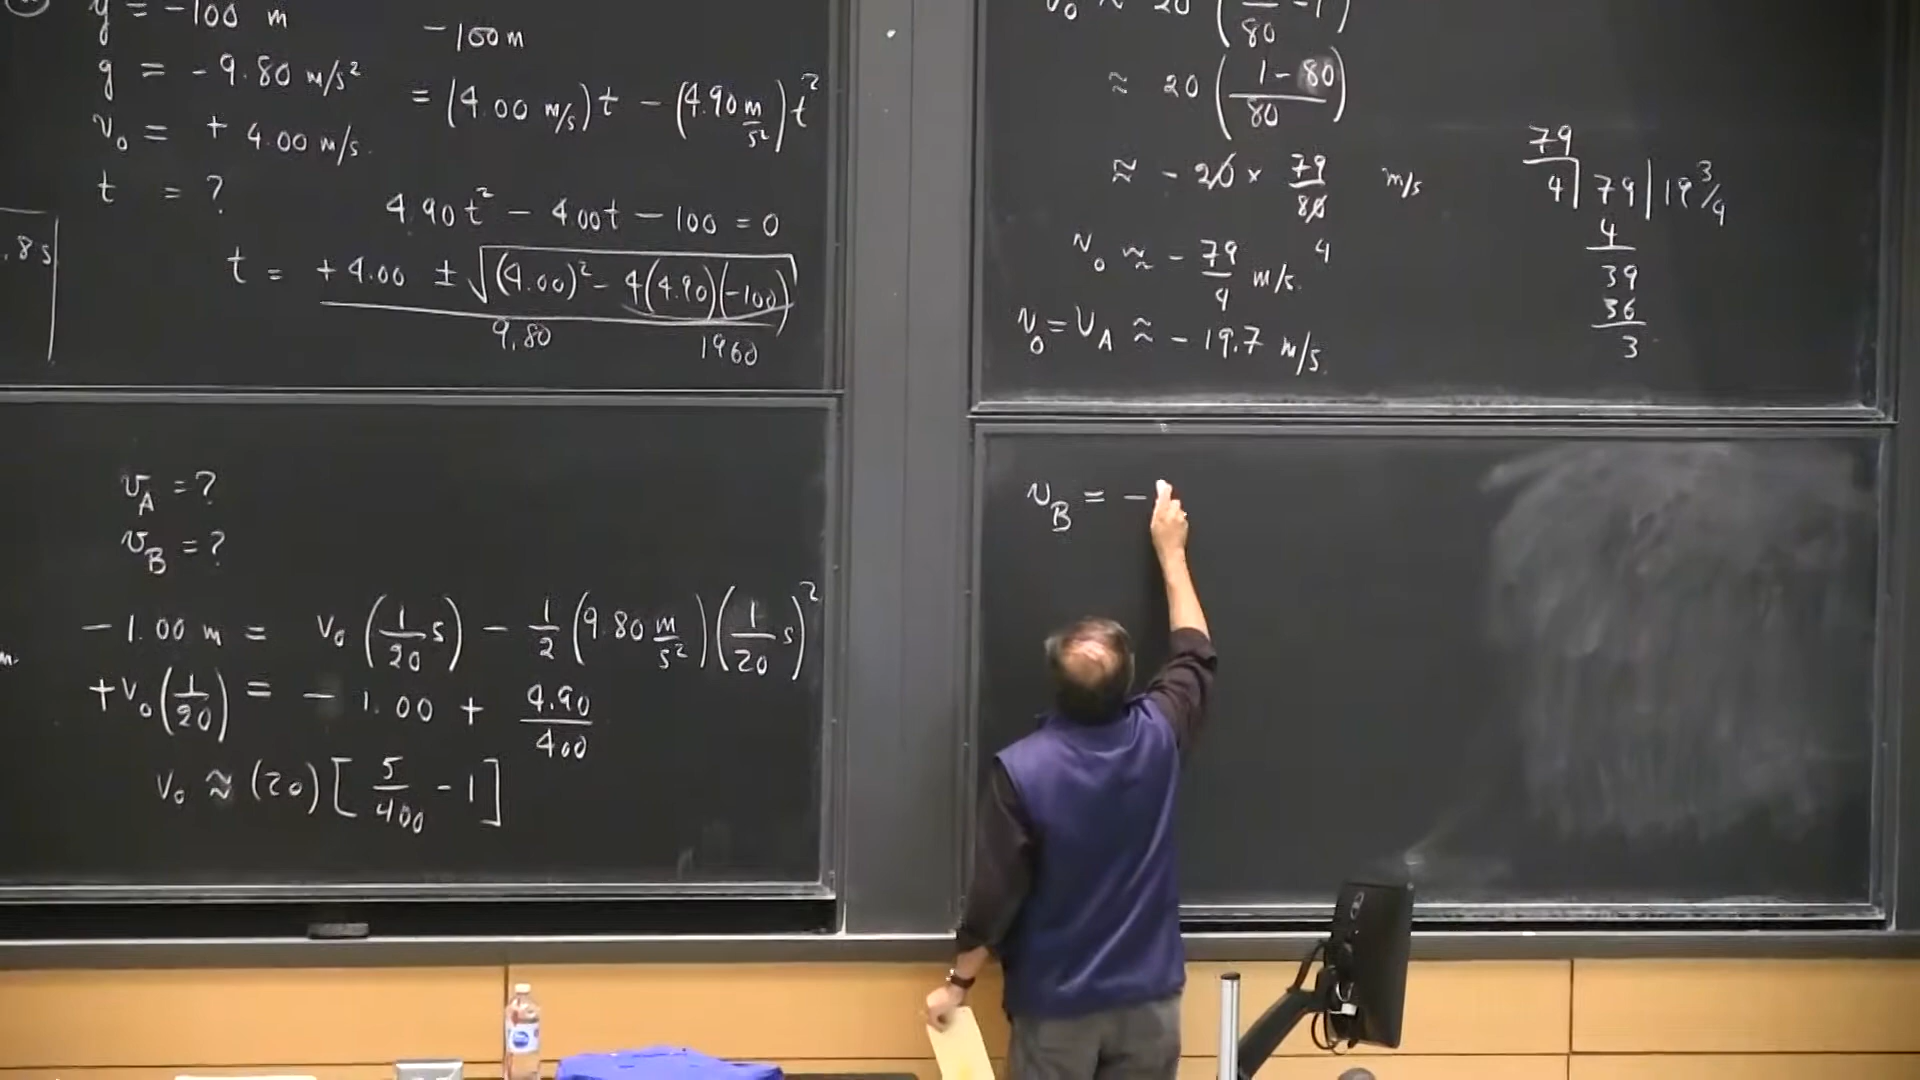 y = -100 m
g = -9.80 m/s²
v₀ = + 4.00 m/s.
t = ?
.8 s
-100 m
= (4.00 m/s) t - (4.90 m/s²) t²
4.90t² - 4.00t - 100 = 0
t = +4.00 ± √((4.00)² - 4(4.90)(-100))
9.80
1960
v₀ ≈ 20 ( /80 - 1)
≈ 20 (1 - 80 / 80)
≈ - 20 × 79/80 m/s
4
v₀ ≈ - 79/4 m/s.
v₀ = v_A ≈ - 19.7 m/s.
79
4 | 79 | 19 3/4
4
39
36
3
v_A = ?
v_B = ?
m.
-1.00 m = v₀ (1/20 s) - 1/2 (9.80 m/s²) (1/20 s)²
+v₀ (1/20) = - 1.00 + 4.90/400
v₀ ≈ (20) [5/400 - 1]
v_B = -